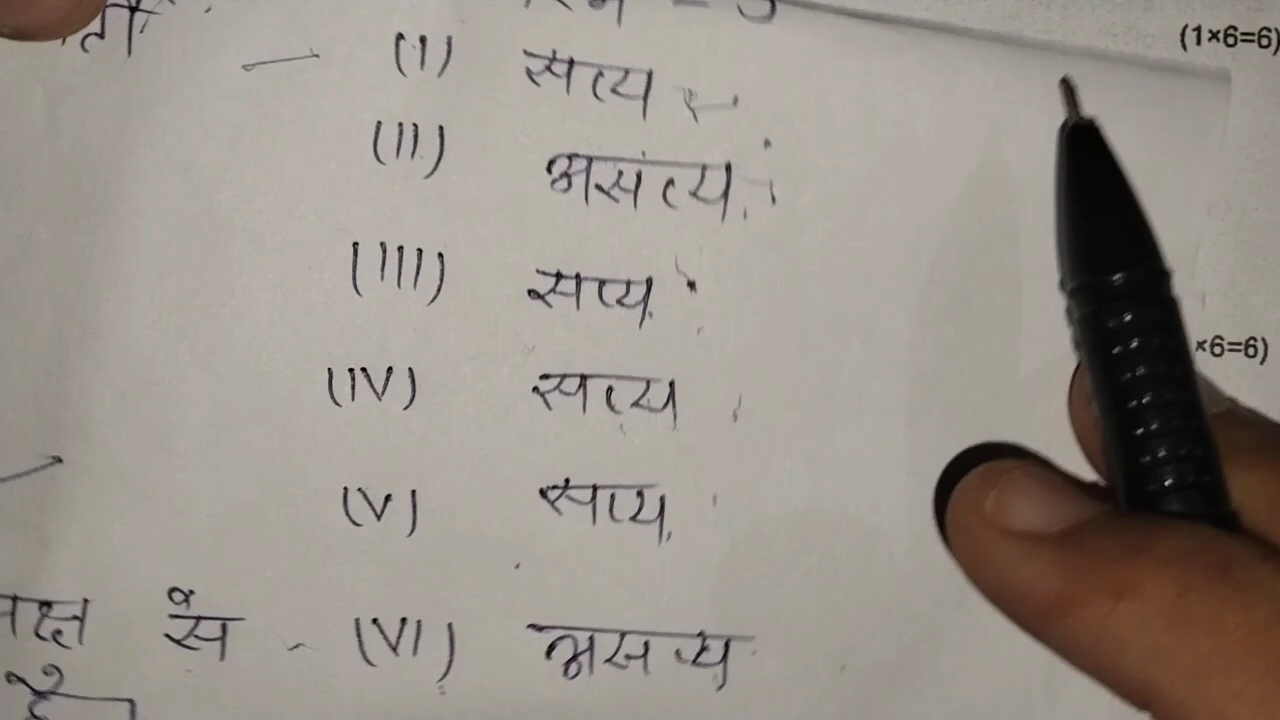 (1×6=6)
(I) सत्य
(II) असत्य
(III) सत्य
(IV) सत्य
×6=6)
(V) सत्य
से (VI) असत्य